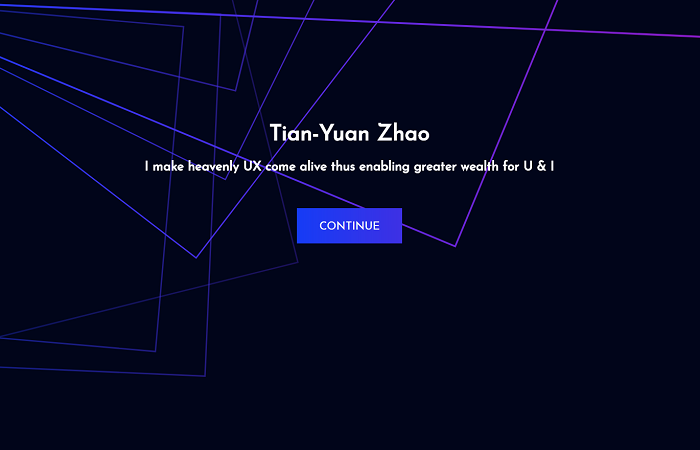 Tian-Yuan Zhao
I make heavenly UX come alive thus enabling greater wealth for U & I
CONTINUE